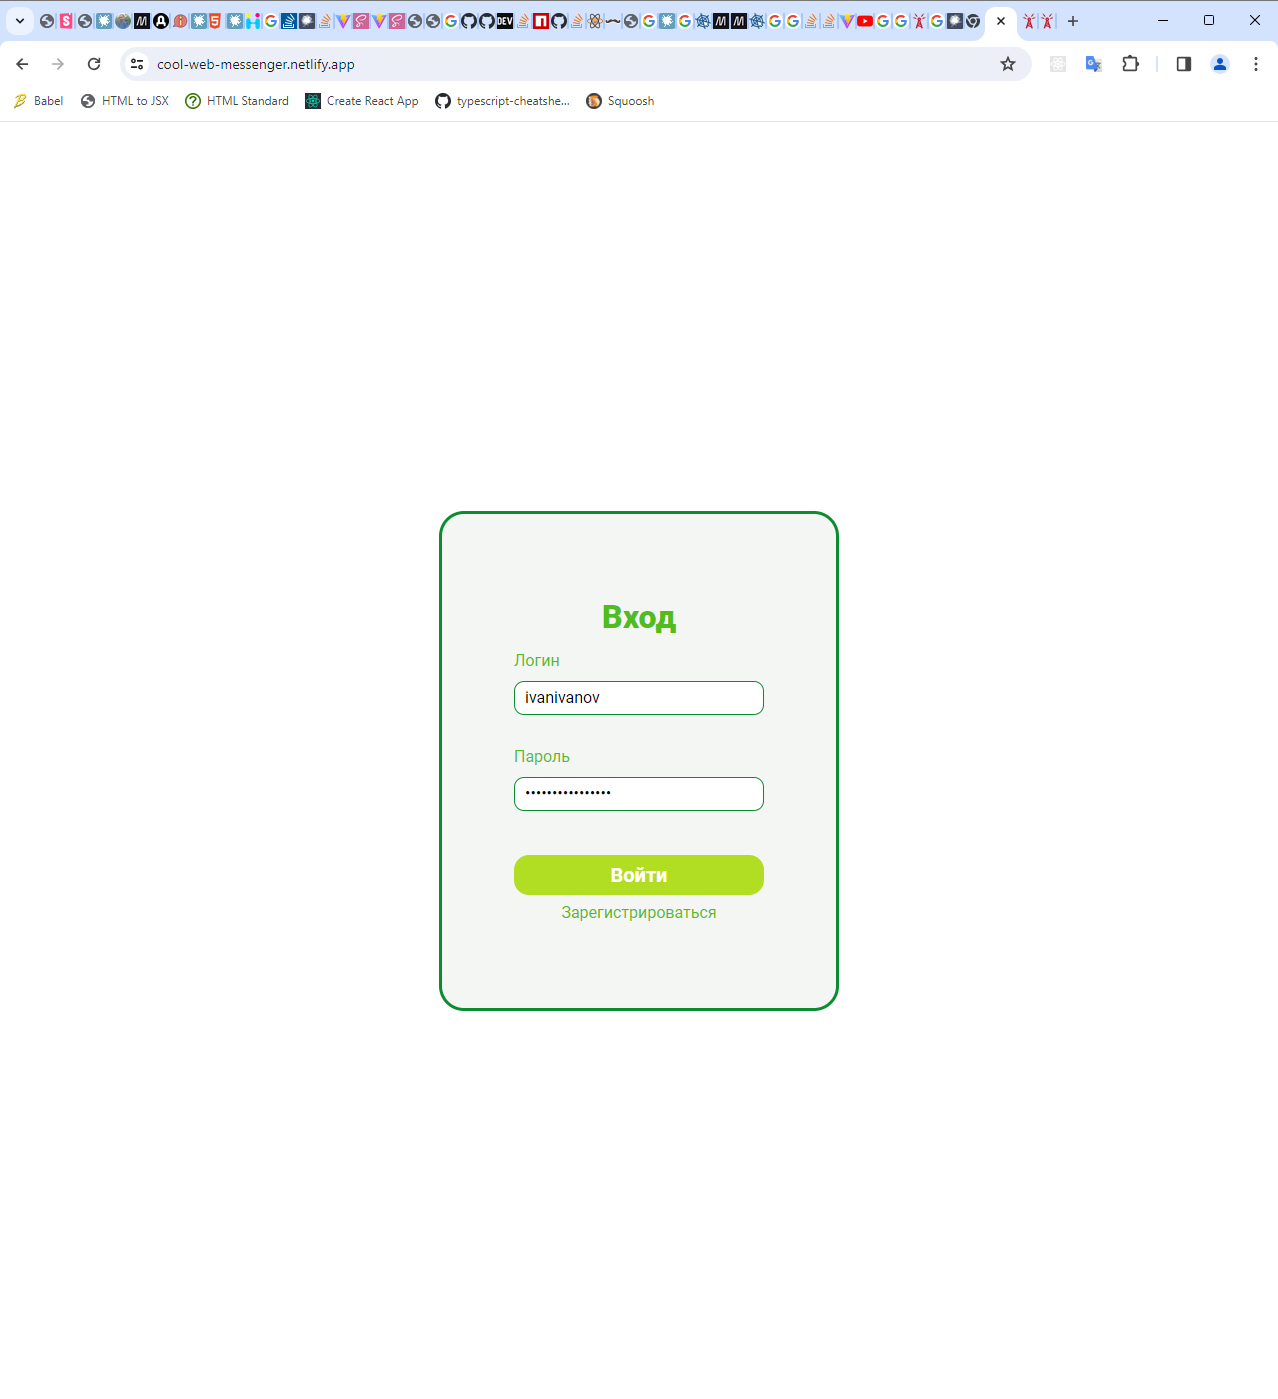 cool-web-messenger.netlify.app
Babel HTML to JSX HTML Standard Create React App typescript-cheatshe... Squoosh
Вход
Логин
ivanivanov
Пароль
••••••••••••••••
Войти
Зарегистрироваться